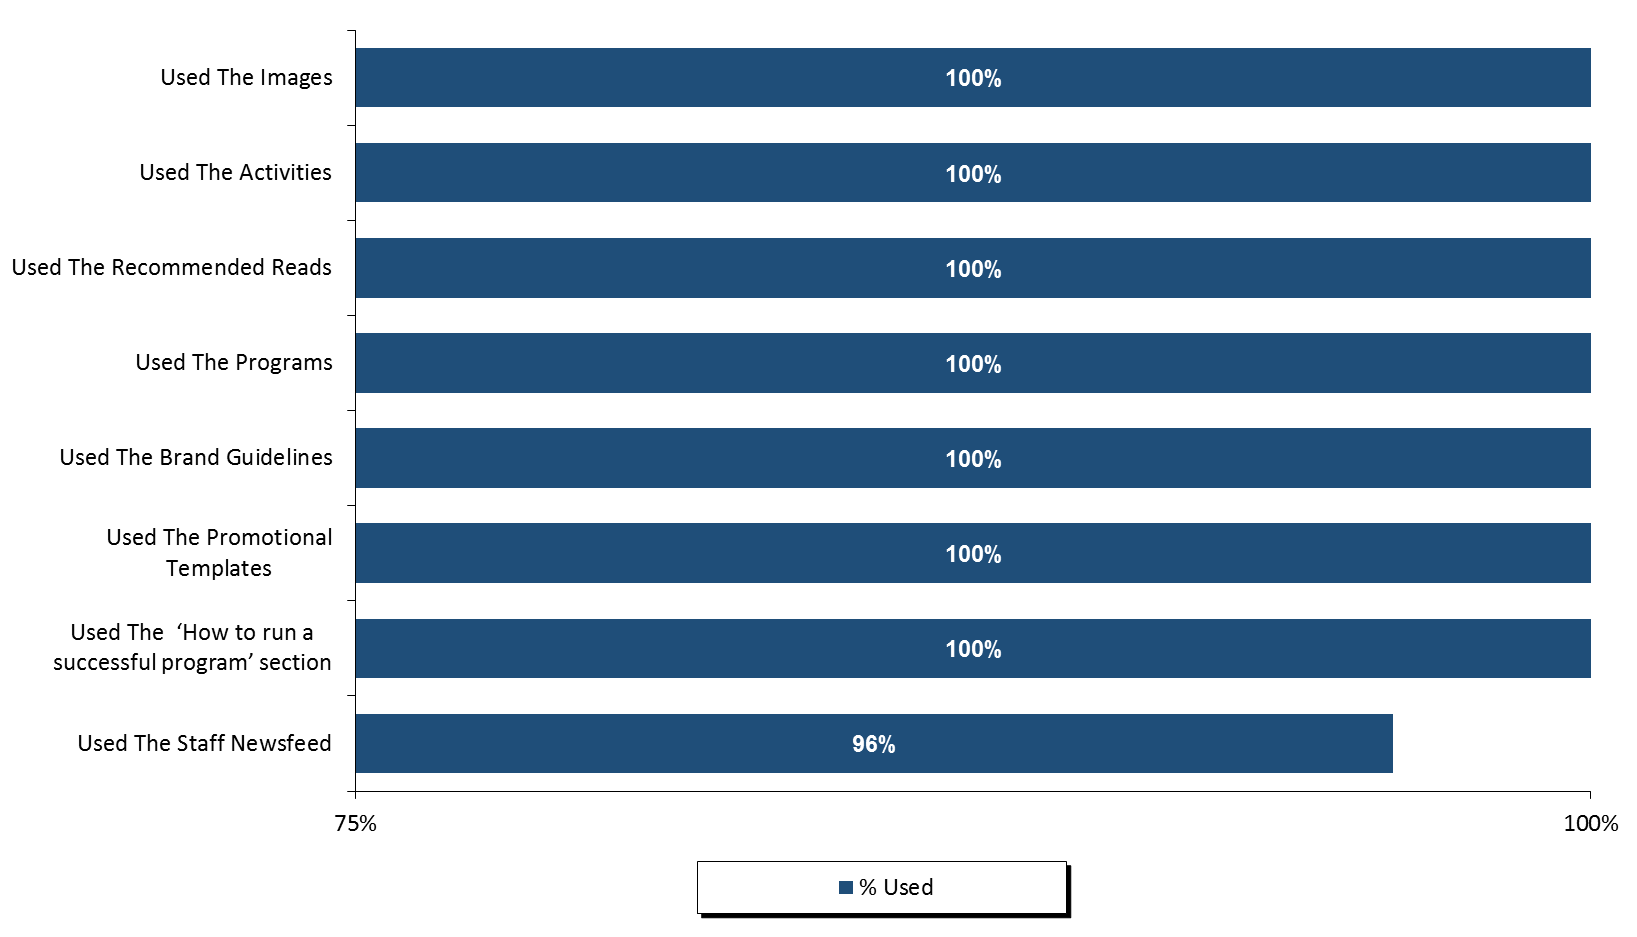 Used The Images
100%
Used The Activities
100%
Used The Recommended Reads
100%
Used The Programs
100%
Used The Brand Guidelines
100%
Used The Promotional
Templates
100%
Used The  ‘How to run a
successful program’ section
100%
Used The Staff Newsfeed
96%
75%
100%
% Used